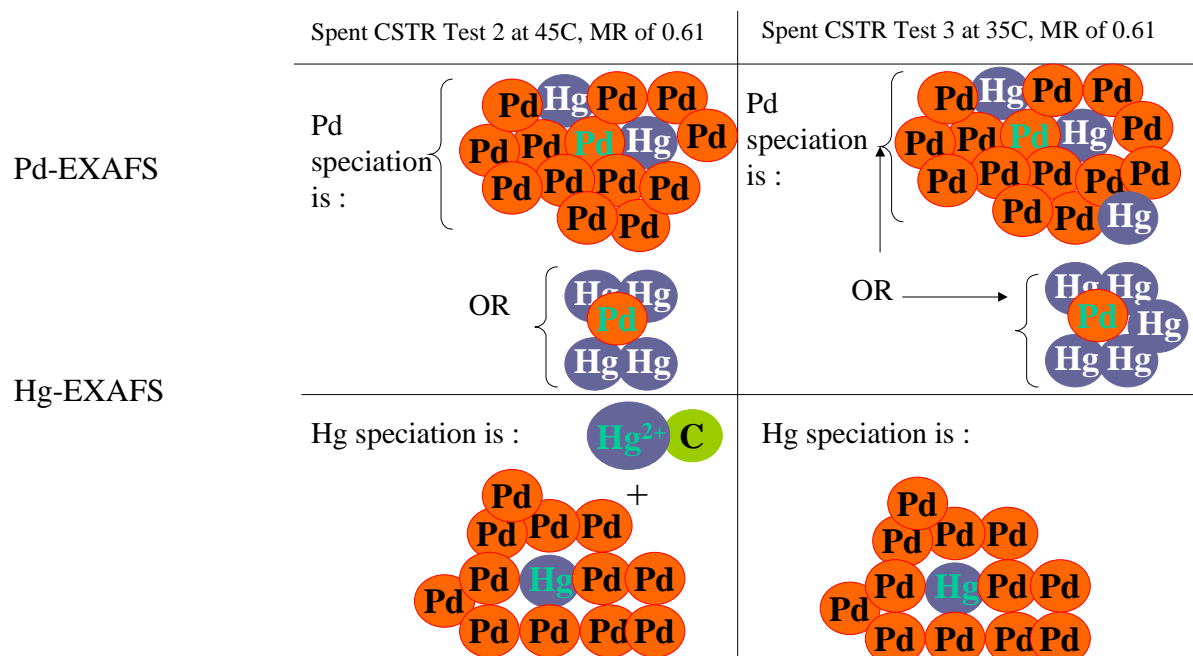 Spent CSTR Test 2 at 45C, MR of 0.61
Spent CSTR Test 3 at 35C, MR of 0.61
Pd-EXAFS
Pd
speciation
is :
Pd Hg Pd Pd
Pd Pd Pd Hg Pd
Pd Pd Pd Pd
Pd Pd
OR
Hg Hg
Pd
Hg Hg
Pd
speciation
is :
Pd Hg Pd Pd
Pd Pd Pd Hg Pd
Pd Pd Pd Pd Pd
Pd Pd Hg
OR
Hg Hg
Pd Hg
Hg Hg
Hg-EXAFS
Hg speciation is :
Hg2+ C
+
Pd
Pd Pd Pd
Pd Hg Pd Pd
Pd
Pd Pd Pd Pd
Hg speciation is :
Pd
Pd Pd Pd
Pd Hg Pd Pd
Pd
Pd Pd Pd Pd